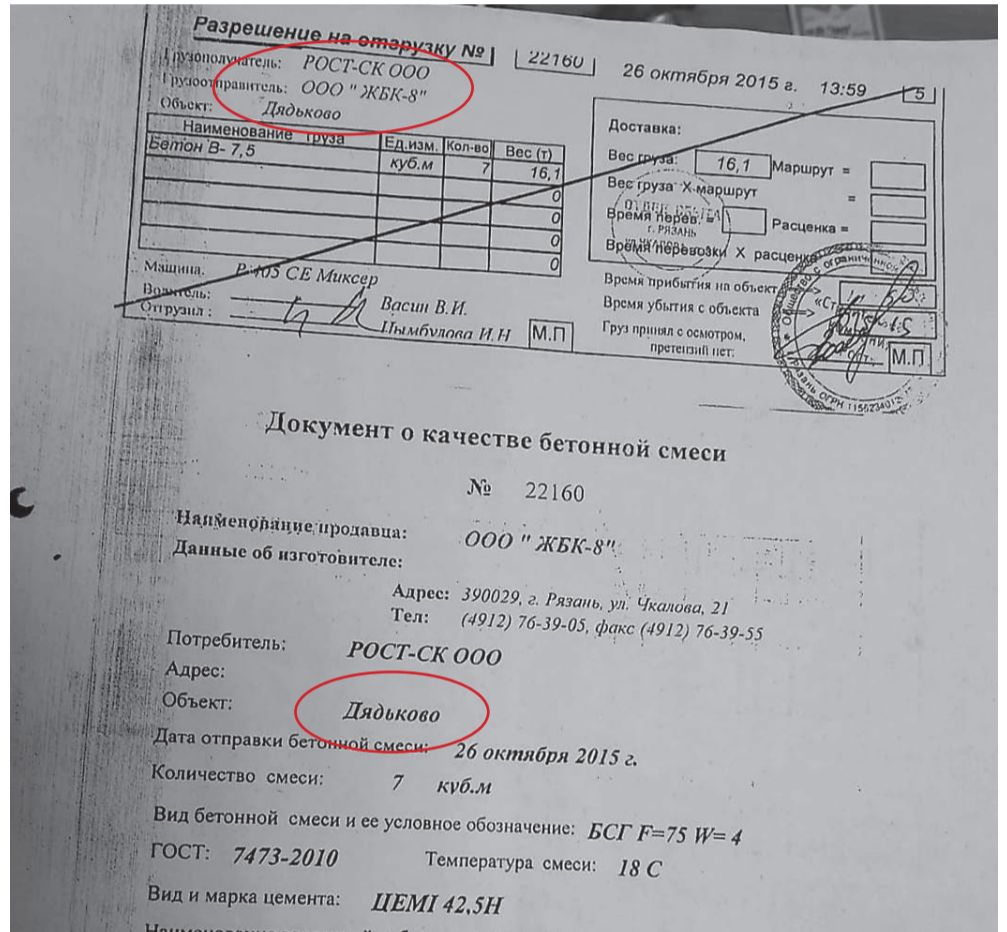 Разрешение на отгрузку № 22160 26 октября 2015 г. 13:59 5
Грузополучатель: РОСТ-СК ООО
Грузоотправитель: ООО " ЖБК-8"
Объект: Дядьково
Наименование груза Ед.изм. Кол-во Вес (т)
Бетон В- 7,5 куб.м 7 16,1
0
0
0
0
Доставка:
Вес груза: 16,1 Маршрут =
Вес груза Х маршрут =
Время перев. = Расценка =
Время перевозки Х расценка
г. РЯЗАНЬ
Машина. Р 405 СЕ Миксер
Водитель: Васин В.И.
Отгрузил : Цымбулова И.Н М.П
Время прибытия на объект
Время убытия с объекта
Груз принял с осмотром,
претензий нет: М.П.
Документ о качестве бетонной смеси
№ 22160
Наименование продавца: ООО " ЖБК-8"
Данные об изготовителе:
Адрес: 390029, г. Рязань, ул. Чкалова, 21
Тел: (4912) 76-39-05, факс (4912) 76-39-55
Потребитель: РОСТ-СК ООО
Адрес:
Объект: Дядьково
Дата отправки бетонной смеси: 26 октября 2015 г.
Количество смеси: 7 куб.м
Вид бетонной смеси и ее условное обозначение: БСГ F=75 W= 4
ГОСТ: 7473-2010 Температура смеси: 18 С
Вид и марка цемента: ЦЕМI 42,5Н